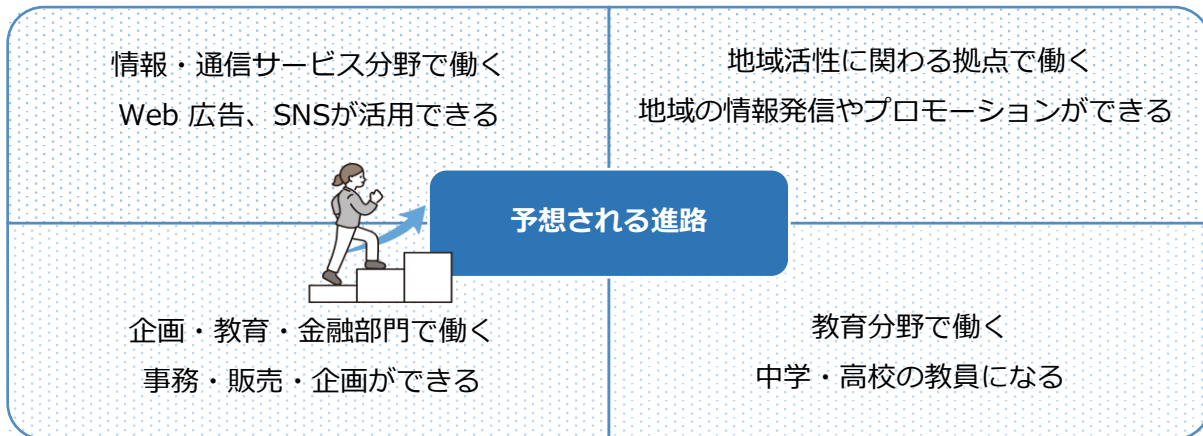 情報・通信サービス分野で働く
Web 広告、SNSが活用できる
地域活性に関わる拠点で働く
地域の情報発信やプロモーションができる
予想される進路
企画・教育・金融部門で働く
事務・販売・企画ができる
教育分野で働く
中学・高校の教員になる